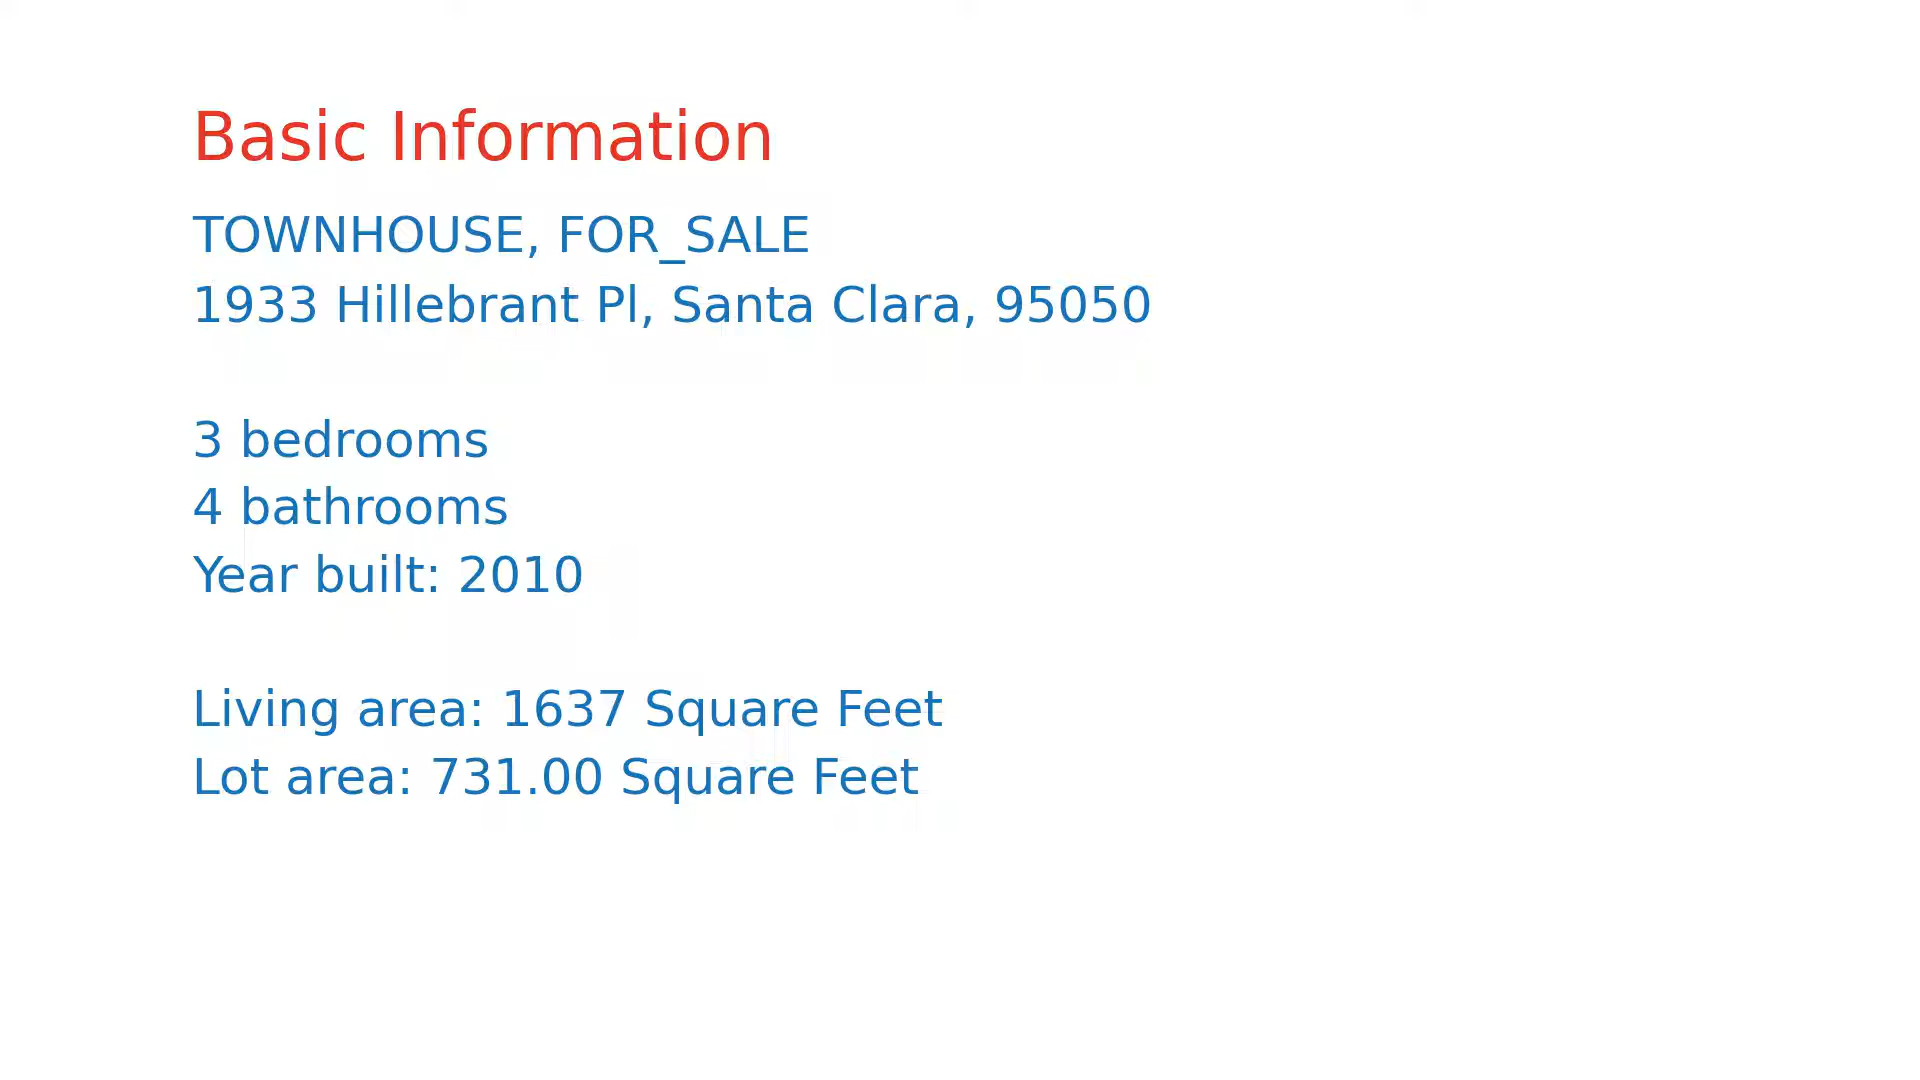 Basic Information
TOWNHOUSE, FOR_SALE
1933 Hillebrant Pl, Santa Clara, 95050
3 bedrooms
4 bathrooms
Year built: 2010
Living area: 1637 Square Feet
Lot area: 731.00 Square Feet